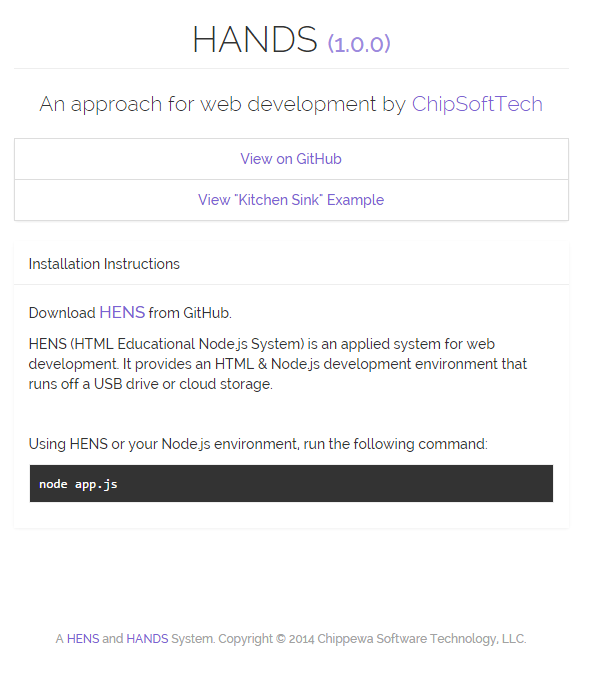 HANDS (1.0.0)
An approach for web development by ChipSoftTech
View on GitHub
View "Kitchen Sink" Example
Installation Instructions
Download HENS from GitHub.
HENS (HTML Educational Node.js System) is an applied system for web
development. It provides an HTML & Node.js development environment that
runs off a USB drive or cloud storage.
Using HENS or your Node.js environment, run the following command:
node app.js
A HENS and HANDS System. Copyright © 2014 Chippewa Software Technology, LLC.